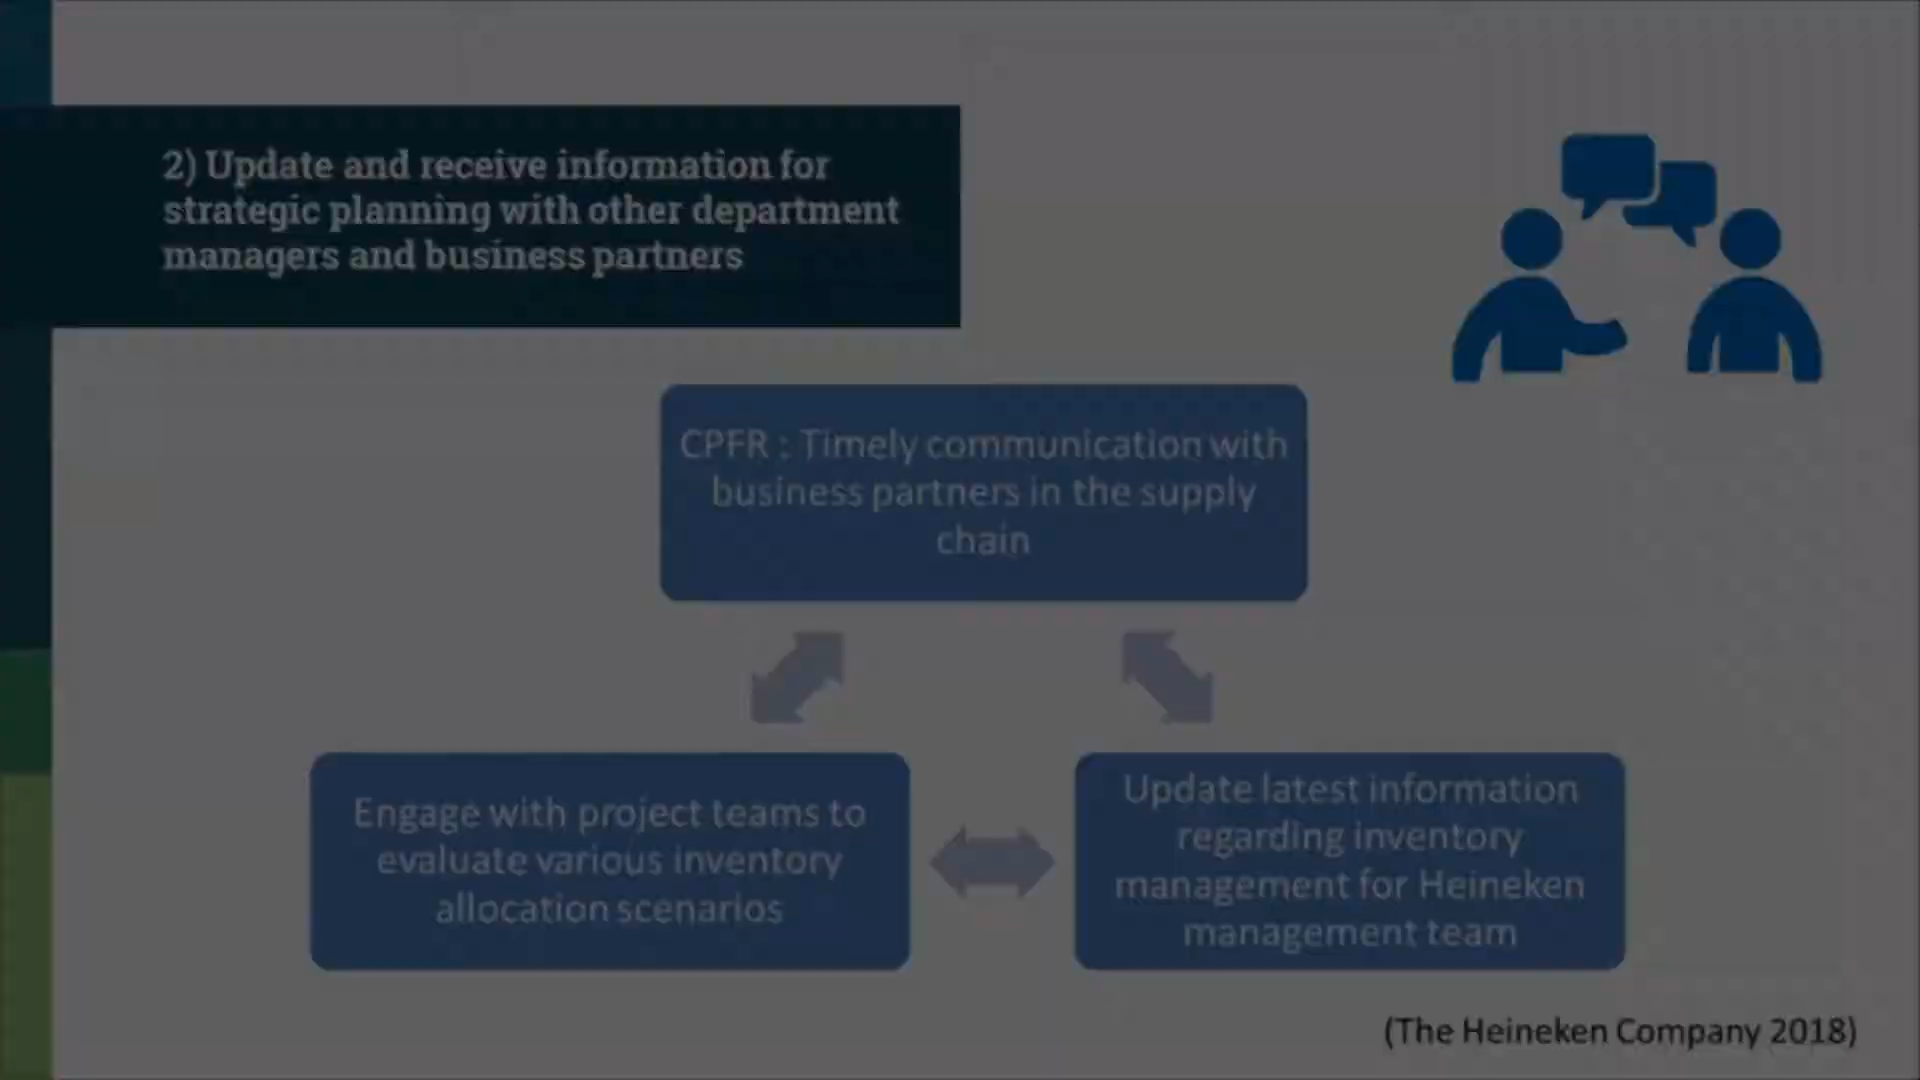 2) Update and receive information for
strategic planning with other department
managers and business partners
CPFR : Timely communication with
business partners in the supply
chain
Engage with project teams to
evaluate various inventory
allocation scenarios
Update latest information
regarding inventory
management for Heineken
management team
(The Heineken Company 2018)